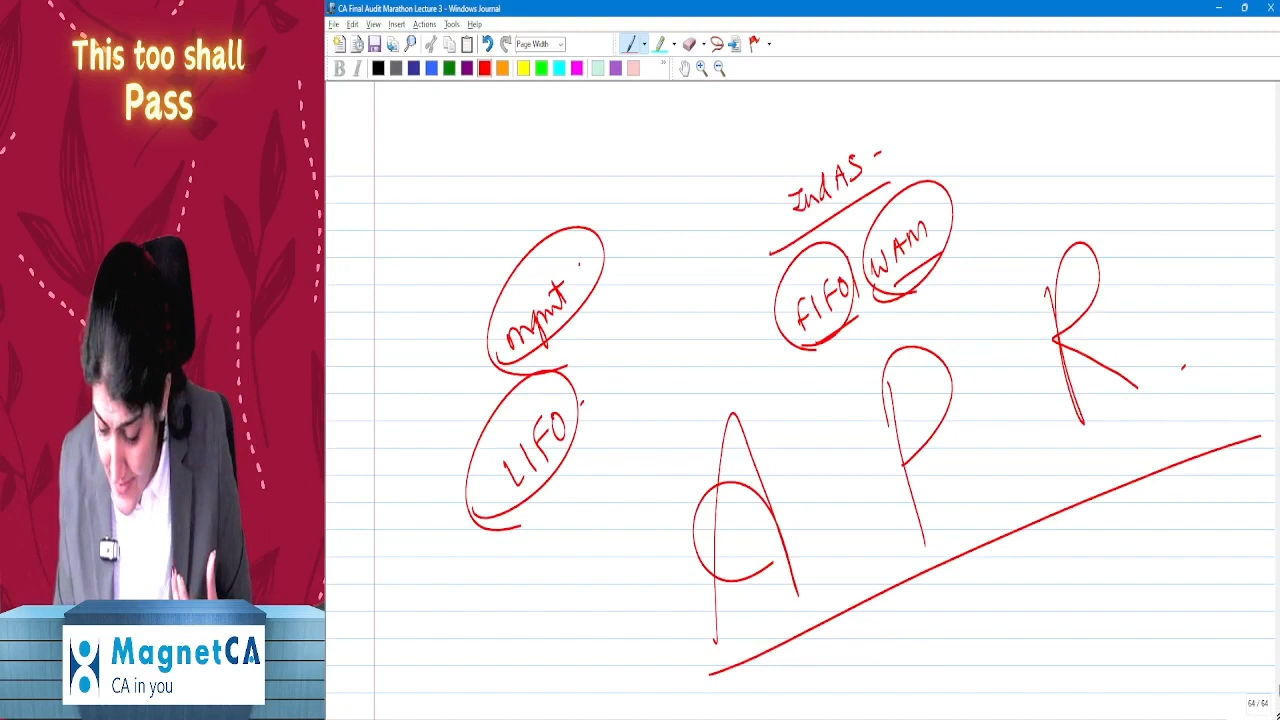 This too shall
Pass
CA Final Audit Marathon Lecture 3 - Windows Journal
File Edit View Insert Actions Tools Help
Page Width
B I
Ind AS -
FIFO WAM
mgmt.
LIFO.
A P R
MagnetCA
CA in you
64 / 64